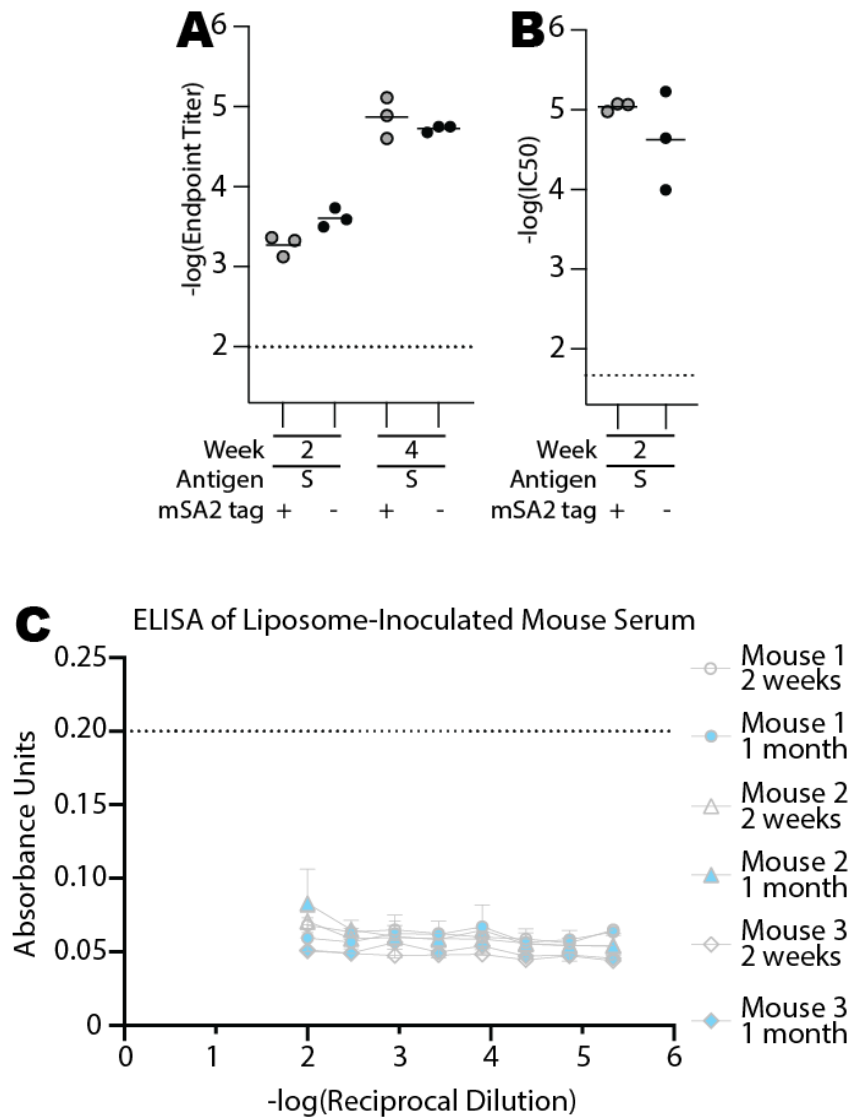 A
6
5
4
3
2
-log(Endpoint Titer)
Week 2 4
Antigen S S
mSA2 tag + - + -
B
6
5
4
3
2
-log(IC50)
Week 2
Antigen S
mSA2 tag + -
C
ELISA of Liposome-Inoculated Mouse Serum
0.25
0.20
0.15
0.10
0.05
0
Absorbance Units
0 1 2 3 4 5 6
-log(Reciprocal Dilution)
Mouse 1
2 weeks
Mouse 1
1 month
Mouse 2
2 weeks
Mouse 2
1 month
Mouse 3
2 weeks
Mouse 3
1 month